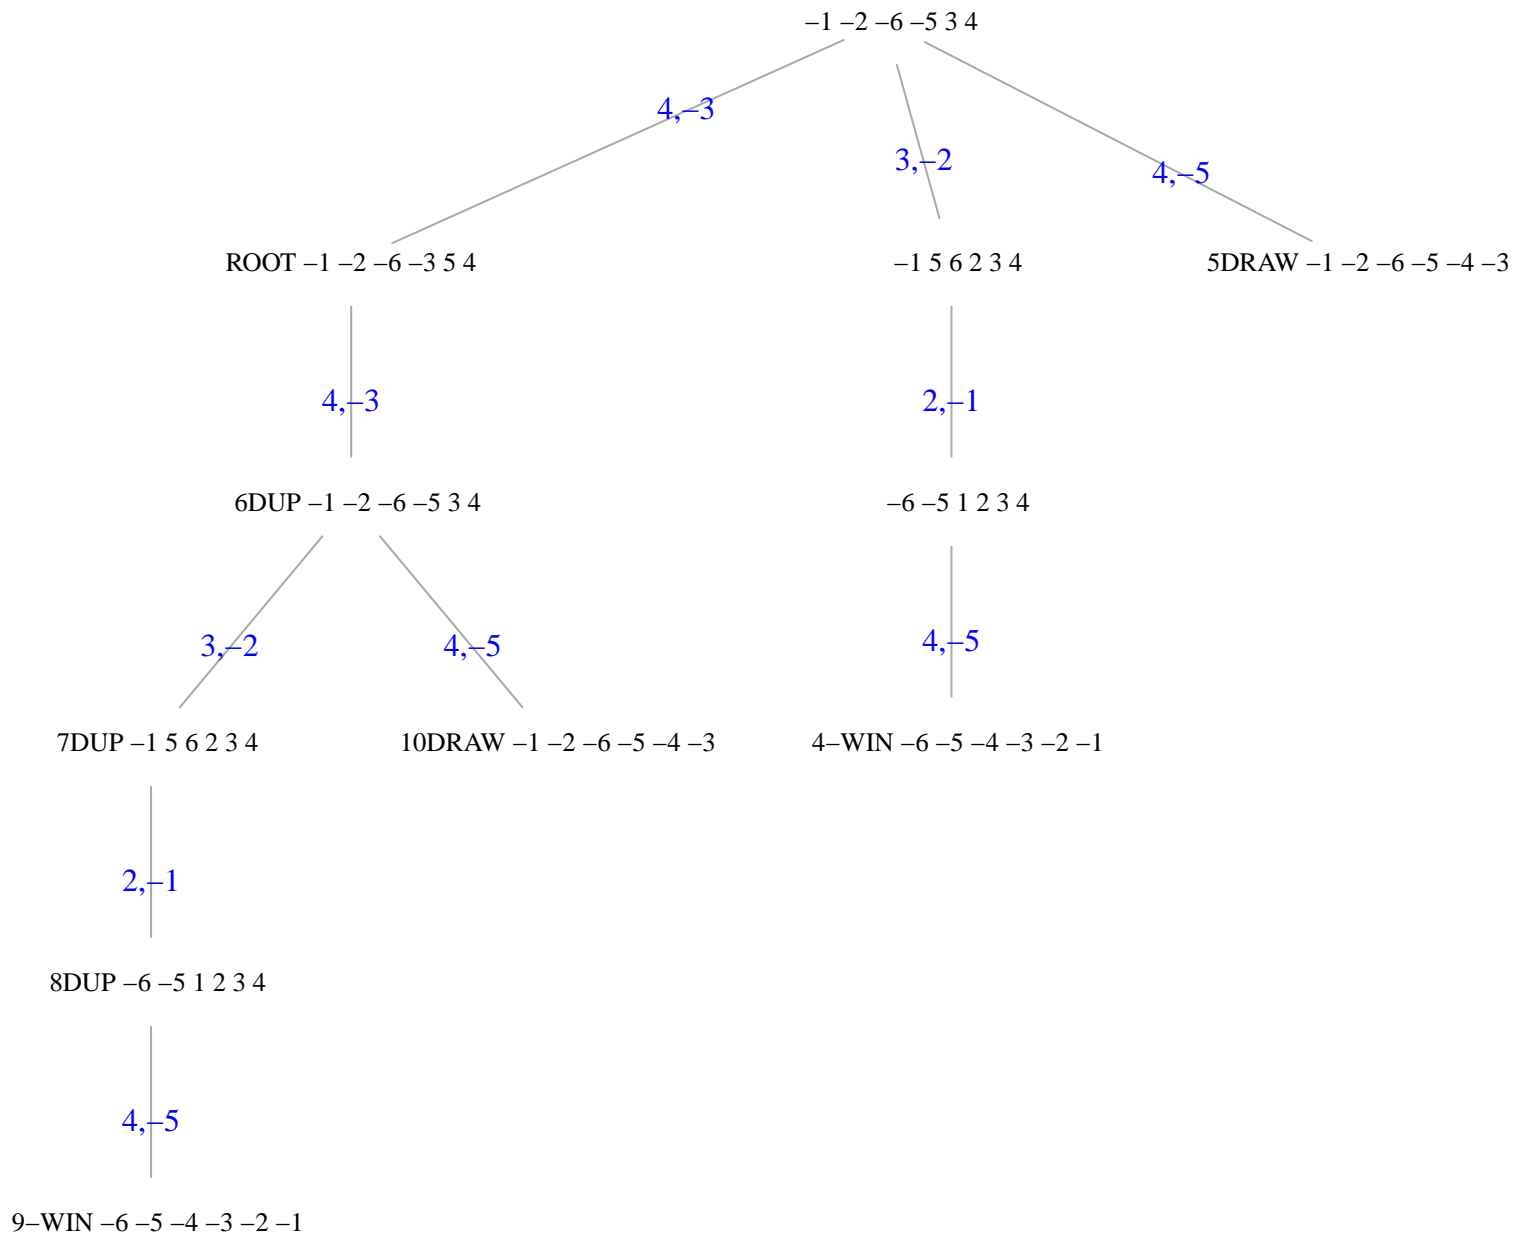 –1 –2 –6 –5 3 4
4,–3
3,–2
4,–5
ROOT –1 –2 –6 –3 5 4
–1 5 6 2 3 4
5DRAW –1 –2 –6 –5 –4 –3
4,–3
2,–1
6DUP –1 –2 –6 –5 3 4
–6 –5 1 2 3 4
3,–2
4,–5
4,–5
7DUP –1 5 6 2 3 4
10DRAW –1 –2 –6 –5 –4 –3
4–WIN –6 –5 –4 –3 –2 –1
2,–1
8DUP –6 –5 1 2 3 4
4,–5
9–WIN –6 –5 –4 –3 –2 –1